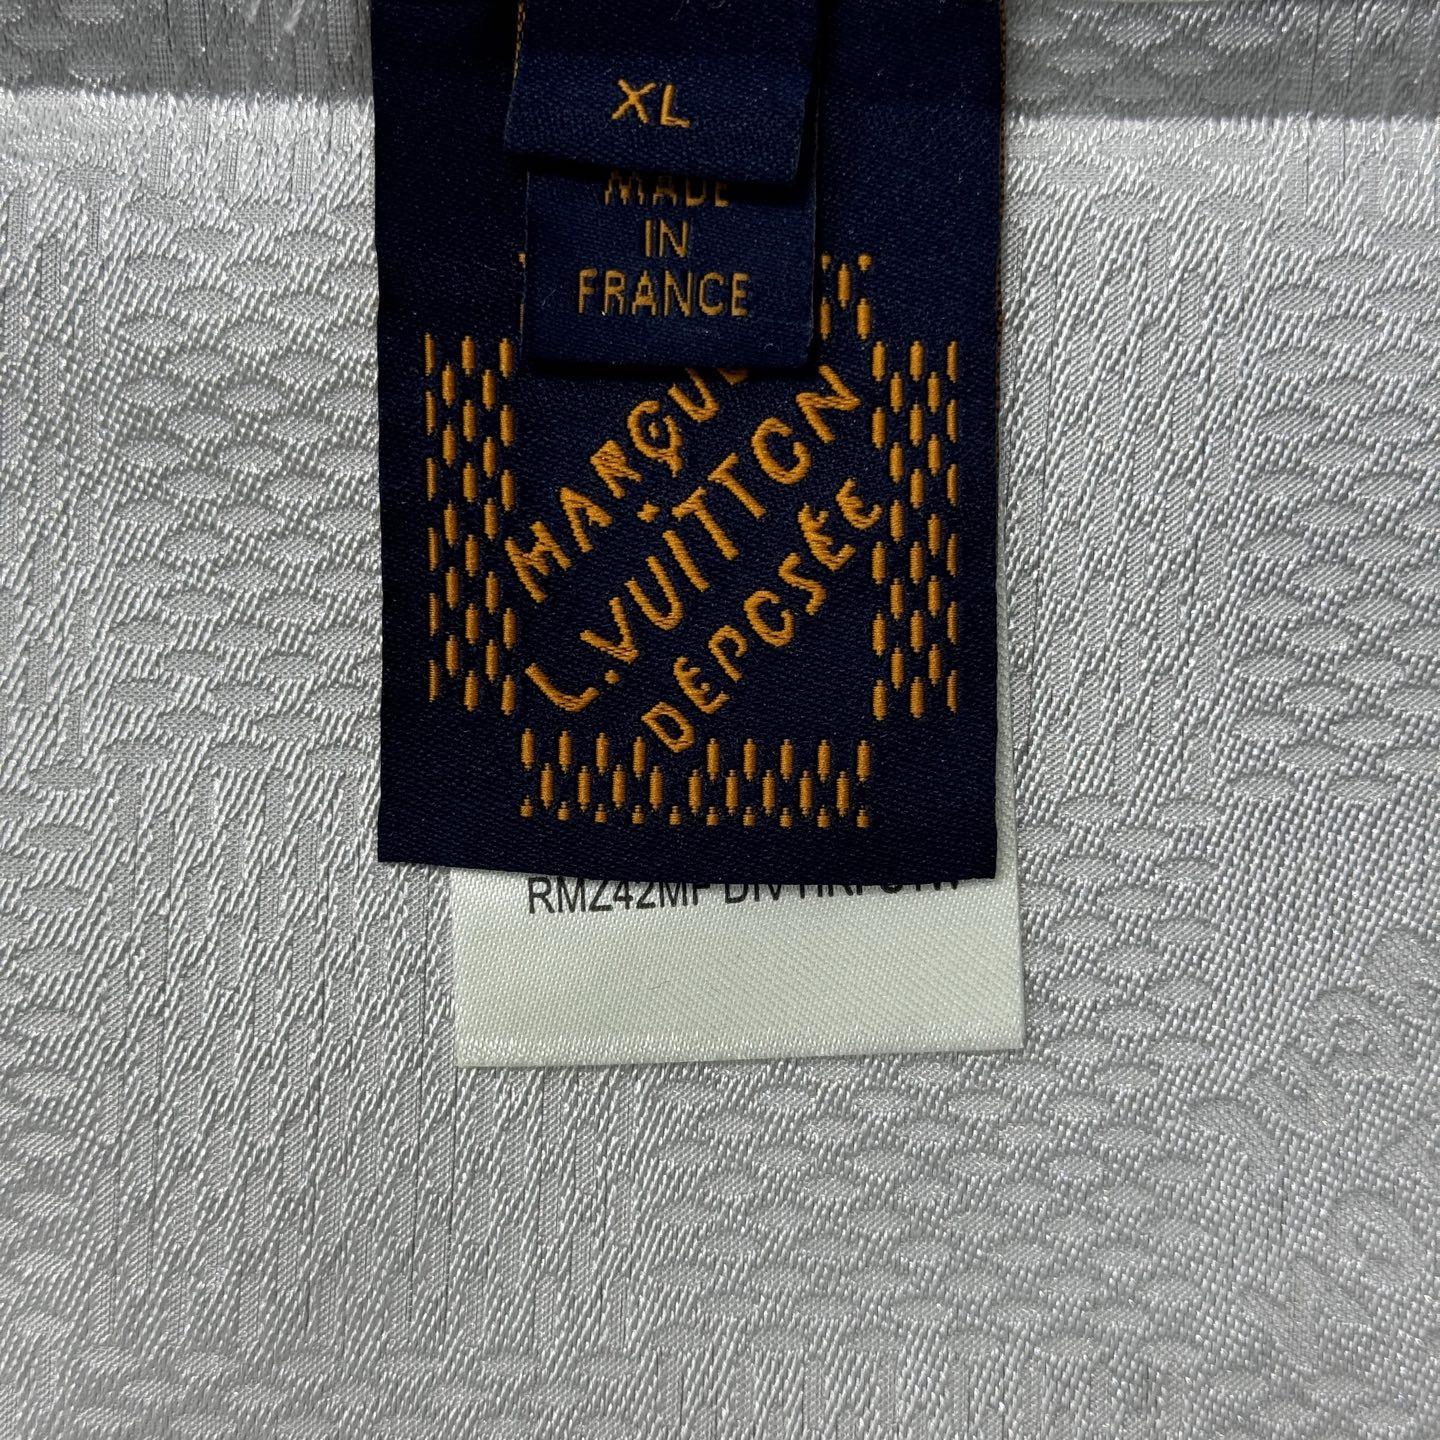 XL
MADE
IN
FRANCE
MARQUE
L.VUITTON
DÉPOSÉE